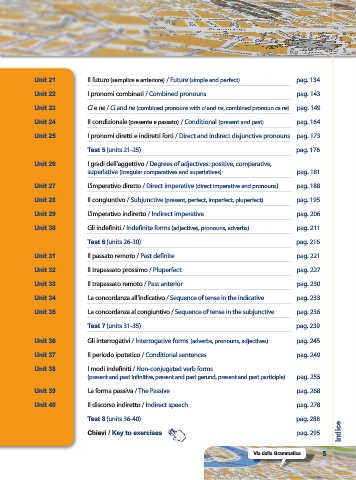 Unit 21 Il futuro (semplice e anteriore) / Future (simple and perfect) pag. 134
Unit 22 I pronomi combinati / Combined pronouns pag. 143
Unit 23 Ci e ne / Ci and ne (combined pronouns with ci and ne, combined pronoun ce ne) pag. 149
Unit 24 Il condizionale (presente e passato) / Conditional (present and past) pag. 164
Unit 25 I pronomi diretti e indiretti forti / Direct and indirect disjunctive pronouns pag. 173
Test 5 (units 21-25) pag. 176
Unit 26 I gradi dell'aggettivo / Degrees of adjectives: positive, comparative,
superlative (irregular comparatives and superlatives) pag. 181
Unit 27 L'imperativo diretto / Direct imperative (direct imperative and pronouns) pag. 188
Unit 28 Il congiuntivo / Subjunctive (present, perfect, imperfect, pluperfect) pag. 195
Unit 29 L'imperativo indiretto / Indirect imperative pag. 206
Unit 30 Gli indefiniti / Indefinite forms (adjectives, pronouns, adverbs) pag. 211
Test 6 (units 26-30) pag. 216
Unit 31 Il passato remoto / Past definite pag. 221
Unit 32 Il trapassato prossimo / Pluperfect pag. 227
Unit 33 Il trapassato remoto / Past anterior pag. 230
Unit 34 La concordanza all'indicativo / Sequence of tense in the indicative pag. 233
Unit 35 La concordanza al congiuntivo / Sequence of tense in the subjunctive pag. 236
Test 7 (units 31-35) pag. 239
Unit 36 Gli interrogativi / Interrogative forms (adverbs, pronouns, adjectives) pag. 245
Unit 37 Il periodo ipotetico / Conditional sentences pag. 249
Unit 38 I modi indefiniti / Non-conjugated verb forms
(present and past infinitive, present and past gerund, present and past participle) pag. 255
Unit 39 La forma passiva / The Passive pag. 268
Unit 40 Il discorso indiretto / Indirect speech pag. 278
Test 8 (units 36-40) pag. 288
Chiavi / Key to exercises pag. 295
Indice
Via della Grammatica 5